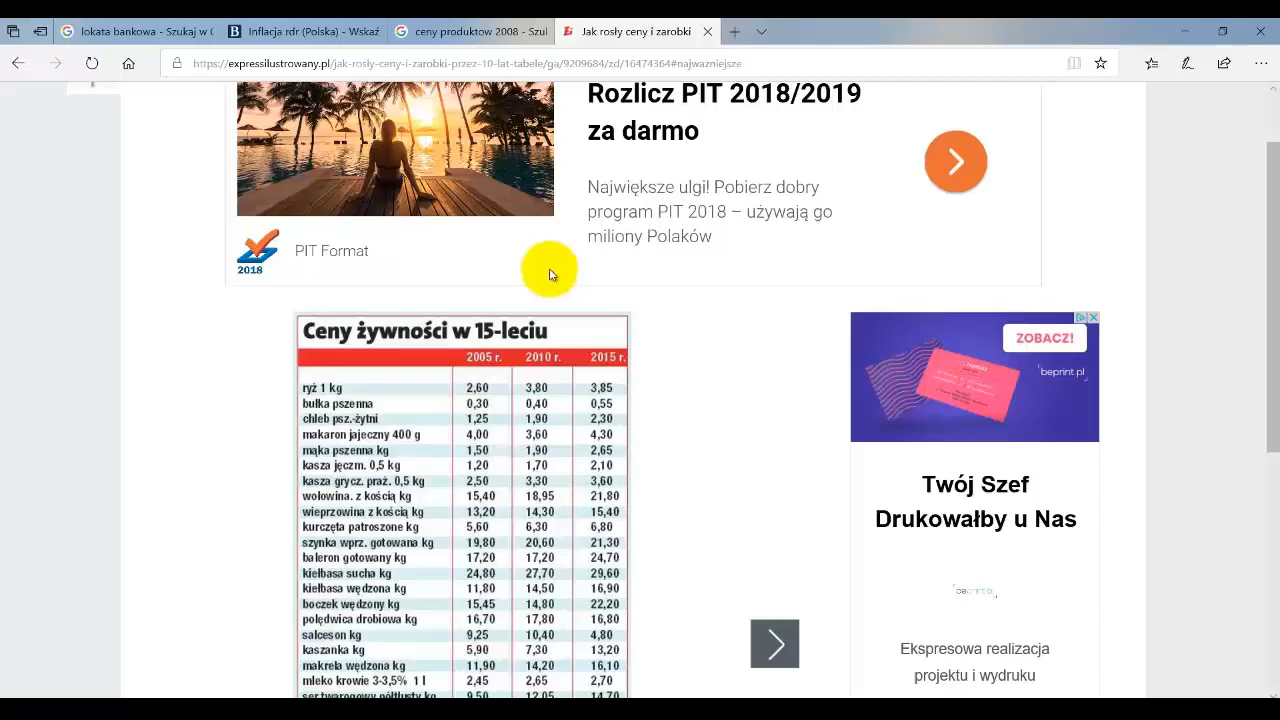 lokata bankowa - Szukaj w G
Inflacja rdr (Polska) - Wskaź
ceny produktow 2008 - Szul
Jak rosły ceny i zarobki
https://expressilustrowany.pl/jak-rosly-ceny-i-zarobki-przez-10-lat-tabele/ga/9209684/zd/16474364#najwazniejsze
Rozlicz PIT 2018/2019
za darmo
Największe ulgi! Pobierz dobry
program PIT 2018 – używają go
miliony Polaków
2018
PIT Format
Ceny żywności w 15-leciu
2005 r. 2010 r. 2015 r.
ryż 1 kg 2,60 3,80 3,85
bułka pszenna 0,30 0,40 0,55
chleb psz.-żytni 1,25 1,90 2,30
makaron jajeczny 400 g 4,00 3,60 4,30
mąka pszenna kg 1,50 1,90 2,65
kasza jęczm. 0,5 kg 1,20 1,70 2,10
kasza grycz. praż. 0,5 kg 2,50 3,30 3,60
wołowina. z kością kg 15,40 18,95 21,80
wieprzowina z kością kg 13,20 14,30 15,40
kurczęta patroszone kg 5,60 6,30 6,80
szynka wprz. gotowana kg 19,80 20,60 21,30
baleron gotowany kg 17,20 17,20 24,70
kiełbasa sucha kg 24,80 27,70 29,60
kiełbasa wędzona kg 11,80 14,50 16,90
boczek wędzony kg 15,45 14,80 22,20
polędwica drobiowa kg 16,70 17,80 16,80
salceson kg 9,25 10,40 4,80
kaszanka kg 5,90 7,30 13,20
makrela wędzona kg 11,90 14,20 16,10
mleko krowie 3-3,5% 1 l 2,45 2,65 2,70
ser twarogowy półtłusty kg 9,50 12,05 14,70
ZOBACZ!
beprint.pl
Twój Szef
Drukowałby u Nas
beprint.pl
Ekspresowa realizacja
projektu i wydruku